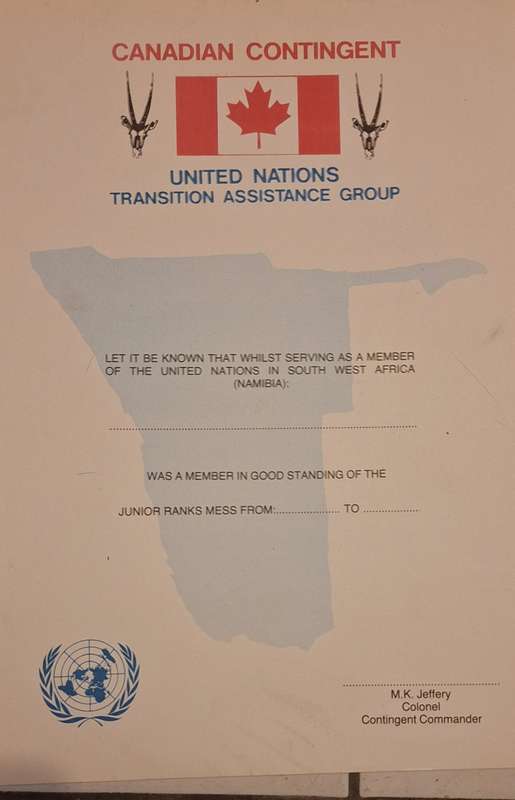 CANADIAN CONTINGENT
UNITED NATIONS
TRANSITION ASSISTANCE GROUP
LET IT BE KNOWN THAT WHILST SERVING AS A MEMBER
OF THE UNITED NATIONS IN SOUTH WEST AFRICA
(NAMIBIA):
WAS A MEMBER IN GOOD STANDING OF THE
JUNIOR RANKS MESS FROM:..................... TO ..................
M.K. Jeffery
Colonel
Contingent Commander